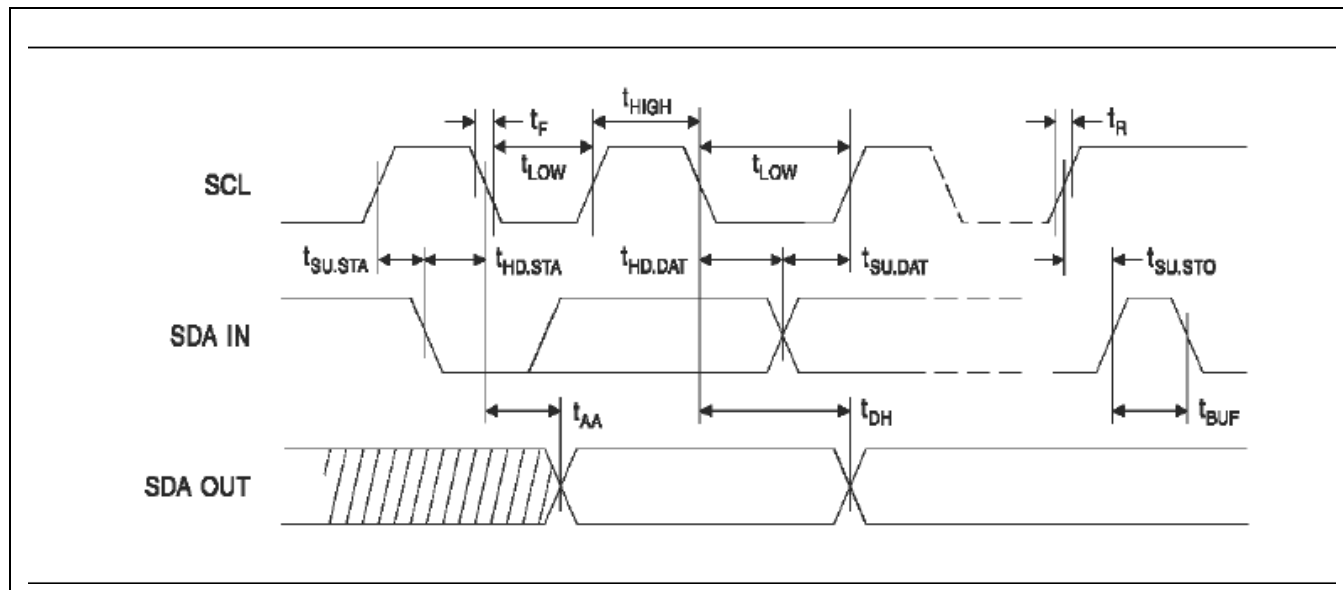 tHIGH
tF
tR
tLOW
tLOW
SCL
tSU.STA
tHD.STA
tHD.DAT
tSU.DAT
tSU.STO
SDA IN
tAA
tDH
tBUF
SDA OUT